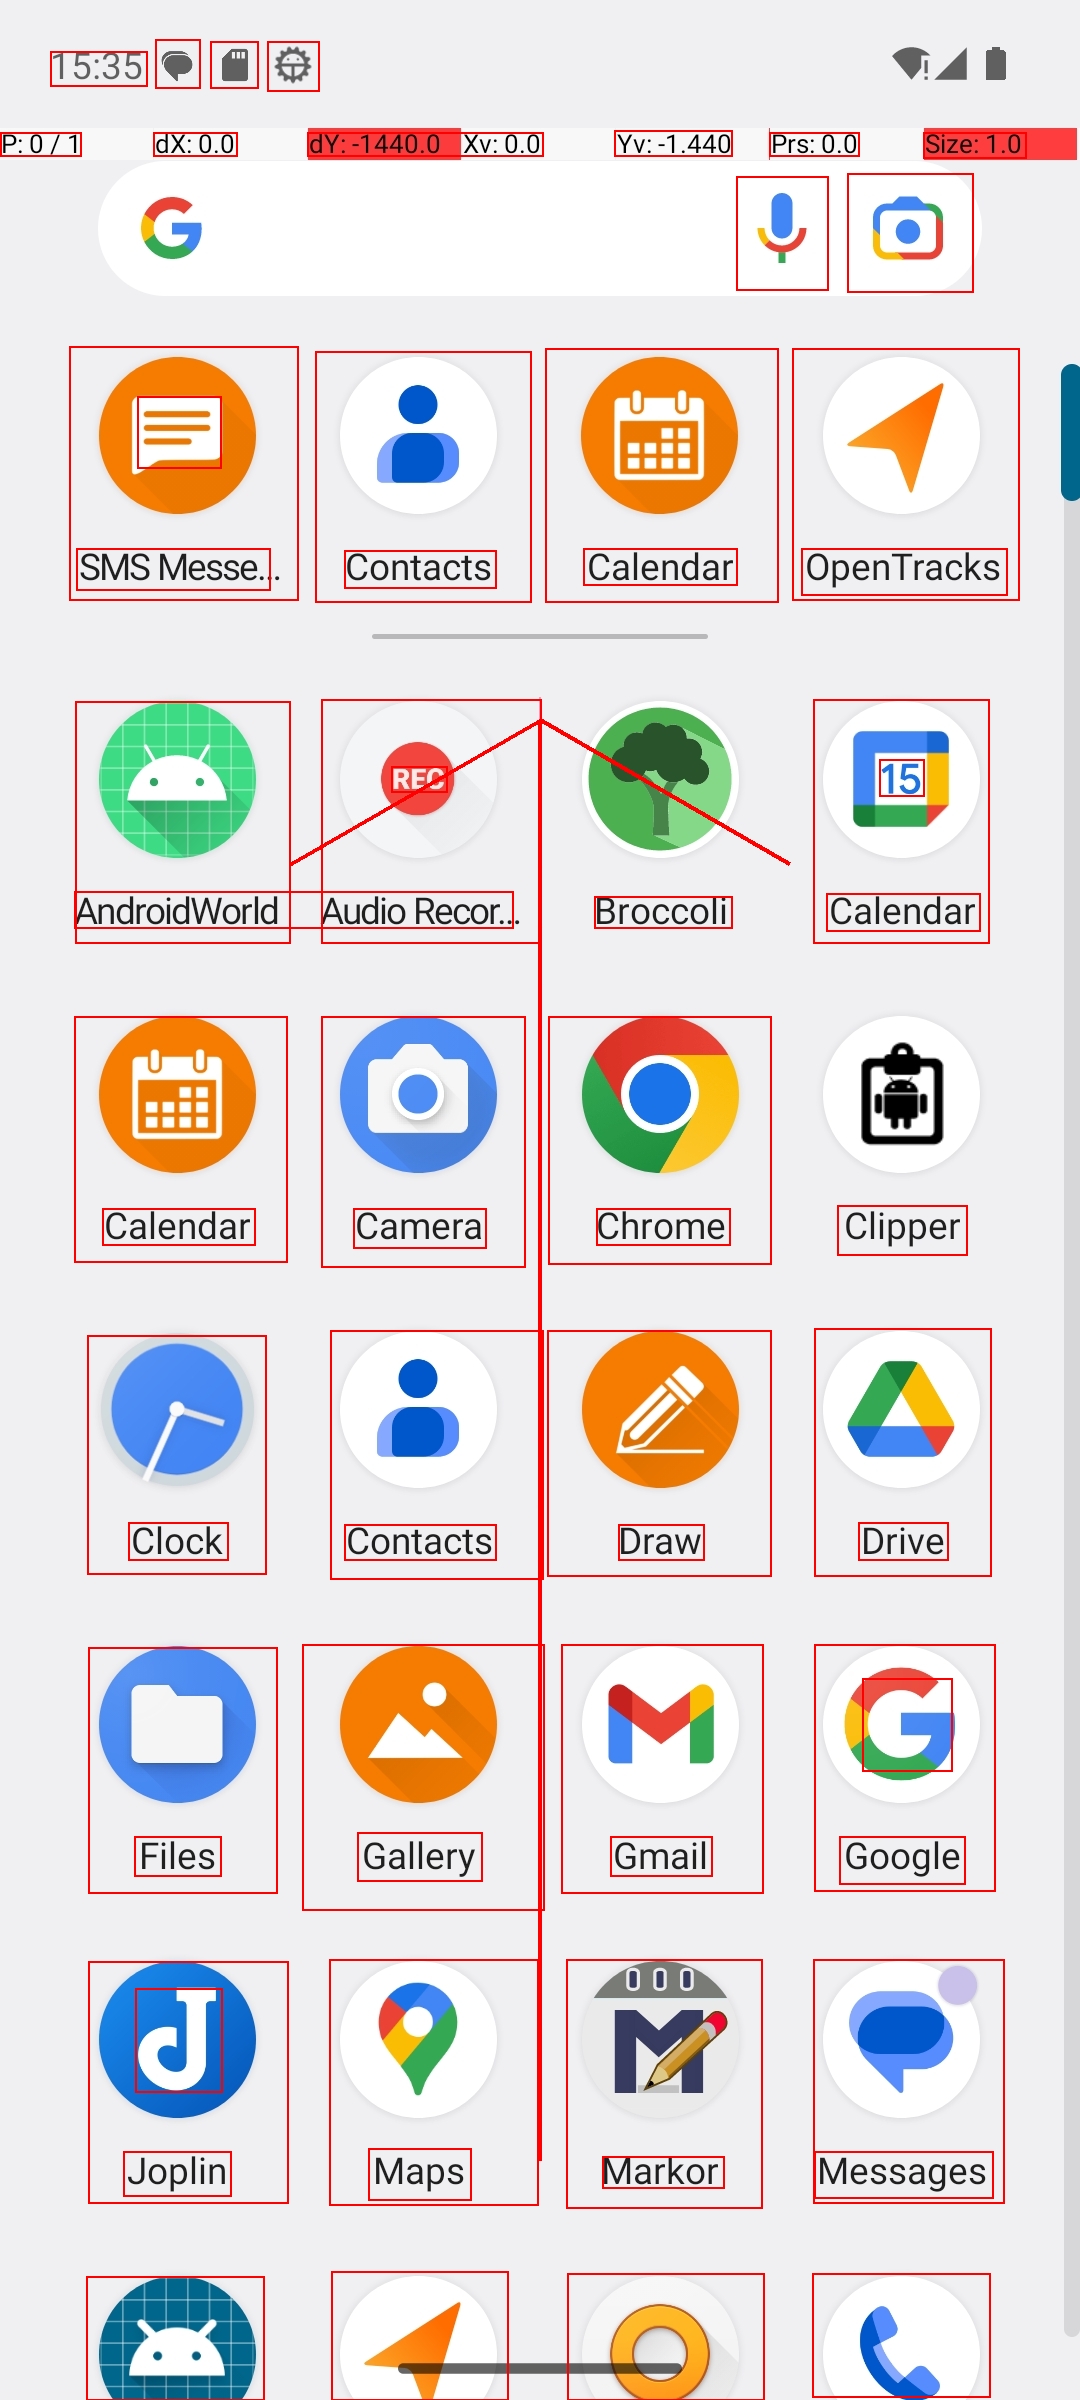 15:35
P: 0 / 1 dX: 0.0 dY: -1440.0 Xv: 0.0 Yv: -1.440 Prs: 0.0 Size: 1.0
SMS Messe... Contacts Calendar OpenTracks
REC 15
AndroidWorld Audio Recor... Broccoli Calendar
Calendar Camera Chrome Clipper
Clock Contacts Draw Drive
Files Gallery Gmail Google
Joplin Maps Markor Messages